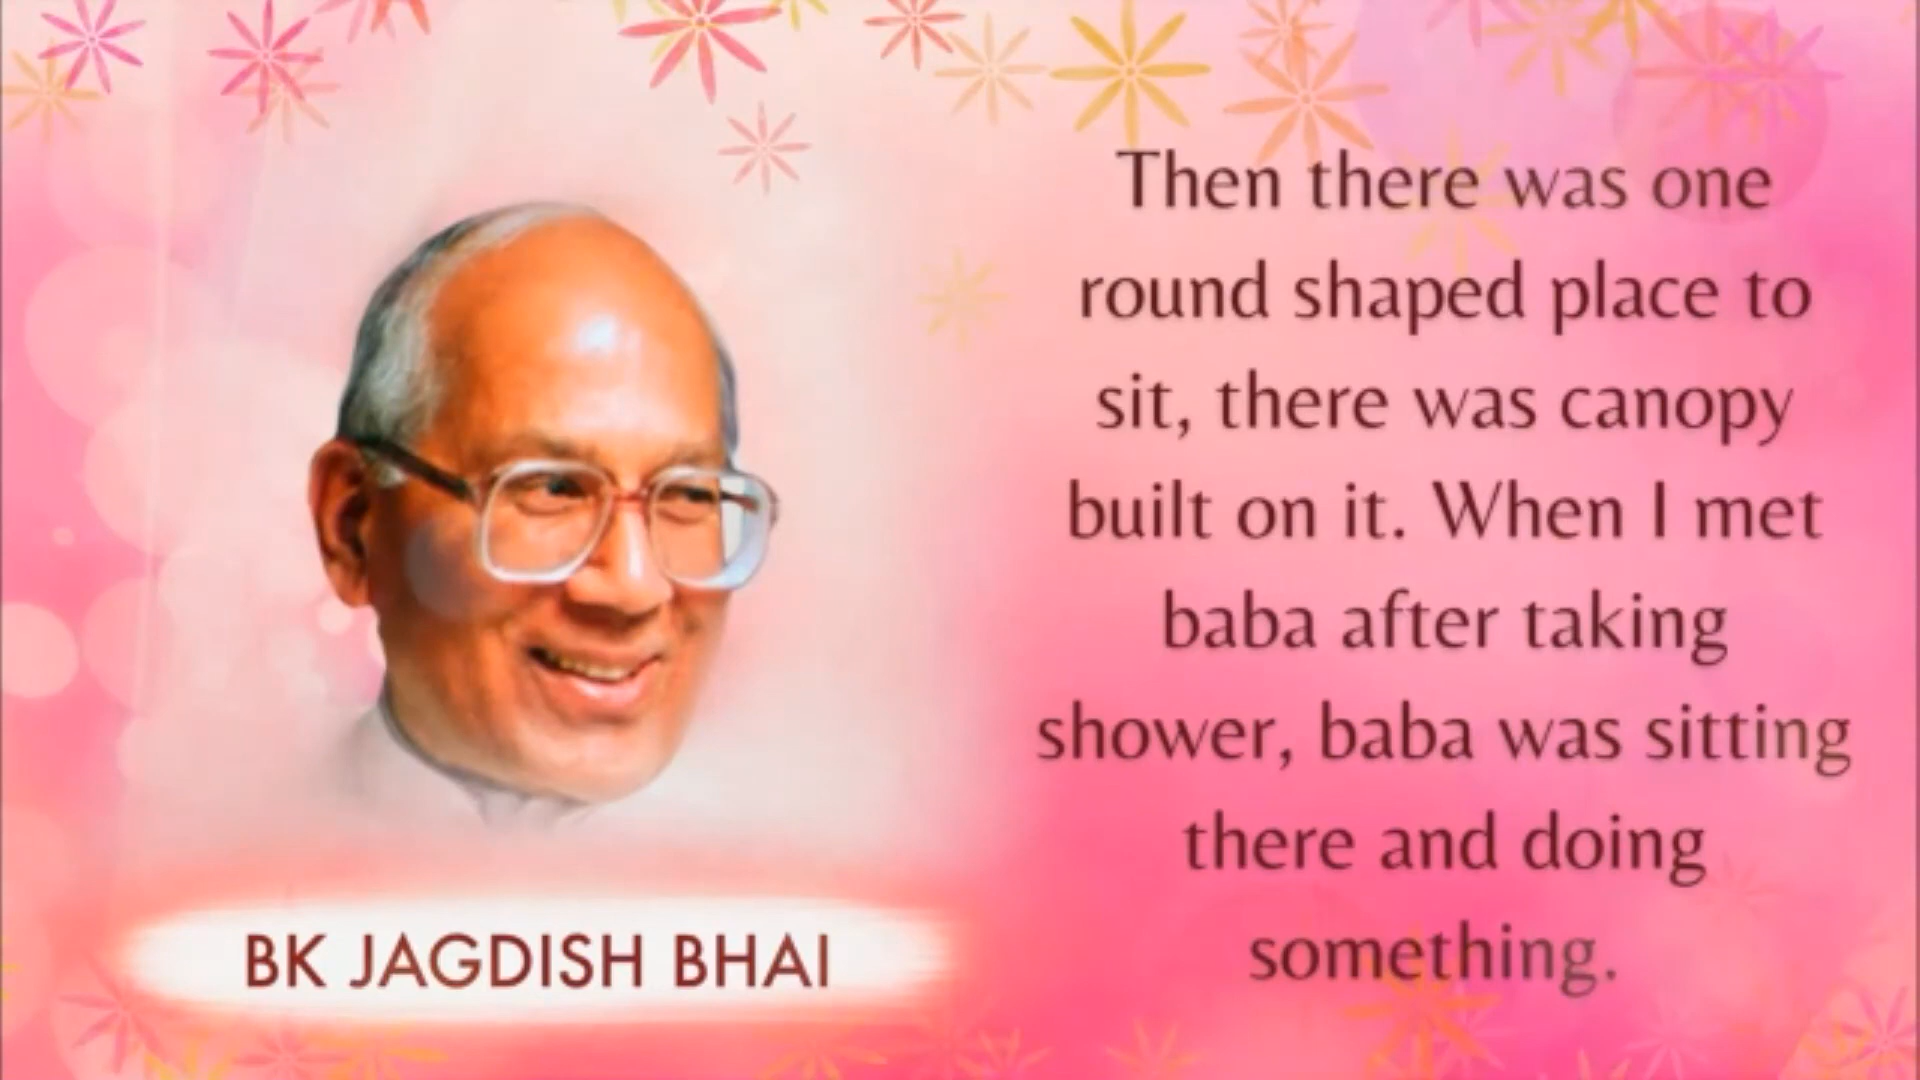 Then there was one
round shaped place to
sit, there was canopy
built on it. When I met
baba after taking
shower, baba was sitting
there and doing
something.
BK JAGDISH BHAI